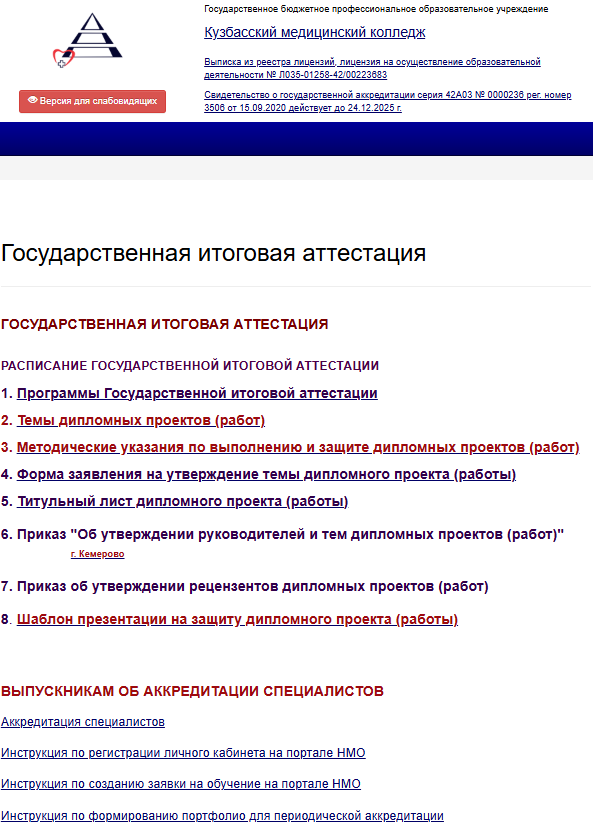 Государственное бюджетное профессиональное образовательное учреждение
Кузбасский медицинский колледж
Выписка из реестра лицензий, лицензия на осуществление образовательной
деятельности № Л035-01258-42/00223683
Версия для слабовидящих
Свидетельство о государственной аккредитации серия 42А03 № 0000236 рег. номер
3506 от 15.09.2020 действует до 24.12.2025 г.
Государственная итоговая аттестация
ГОСУДАРСТВЕННАЯ ИТОГОВАЯ АТТЕСТАЦИЯ
РАСПИСАНИЕ ГОСУДАРСТВЕННОЙ ИТОГОВОЙ АТТЕСТАЦИИ
1. Программы Государственной итоговой аттестации
2. Темы дипломных проектов (работ)
3. Методические указания по выполнению и защите дипломных проектов (работ)
4. Форма заявления на утверждение темы дипломного проекта (работы)
5. Титульный лист дипломного проекта (работы)
6. Приказ "Об утверждении руководителей и тем дипломных проектов (работ)"
г. Кемерово
7. Приказ об утверждении рецензентов дипломных проектов (работ)
8. Шаблон презентации на защиту дипломного проекта (работы)
ВЫПУСКНИКАМ ОБ АККРЕДИТАЦИИ СПЕЦИАЛИСТОВ
Аккредитация специалистов
Инструкция по регистрации личного кабинета на портале НМО
Инструкция по созданию заявки на обучение на портале НМО
Инструкция по формированию портфолио для периодической аккредитации